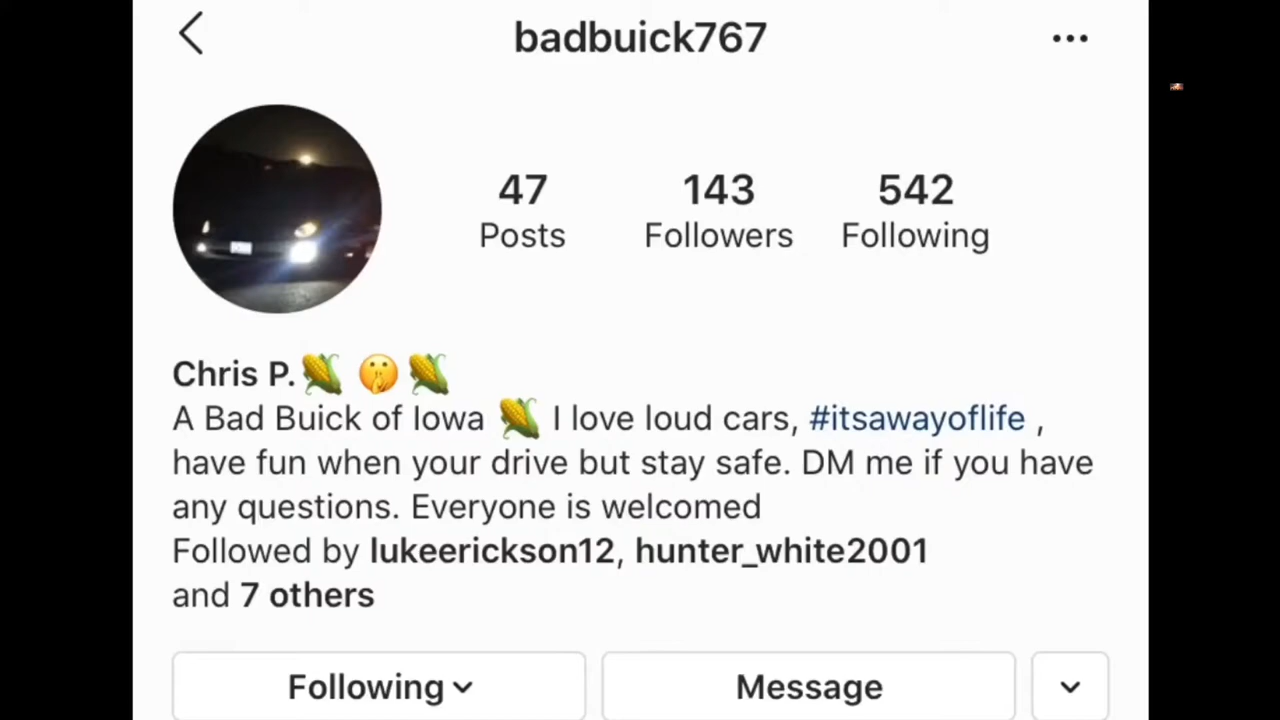 badbuick767
47 143 542
Posts Followers Following
Chris P.🌽 🤫 🌽
A Bad Buick of Iowa 🌽 I love loud cars, #itsawayoflife ,
have fun when your drive but stay safe. DM me if you have
any questions. Everyone is welcomed
Followed by lukeerickson12, hunter_white2001
and 7 others
Following Message